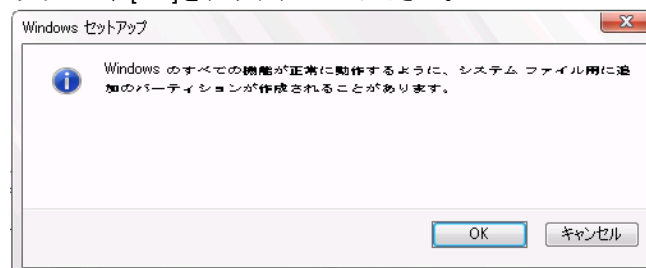 Windows セットアップ
Windows のすべての機能が正常に動作するように、システム ファイル用に追
加のパーティションが作成されることがあります。
OK
キャンセル